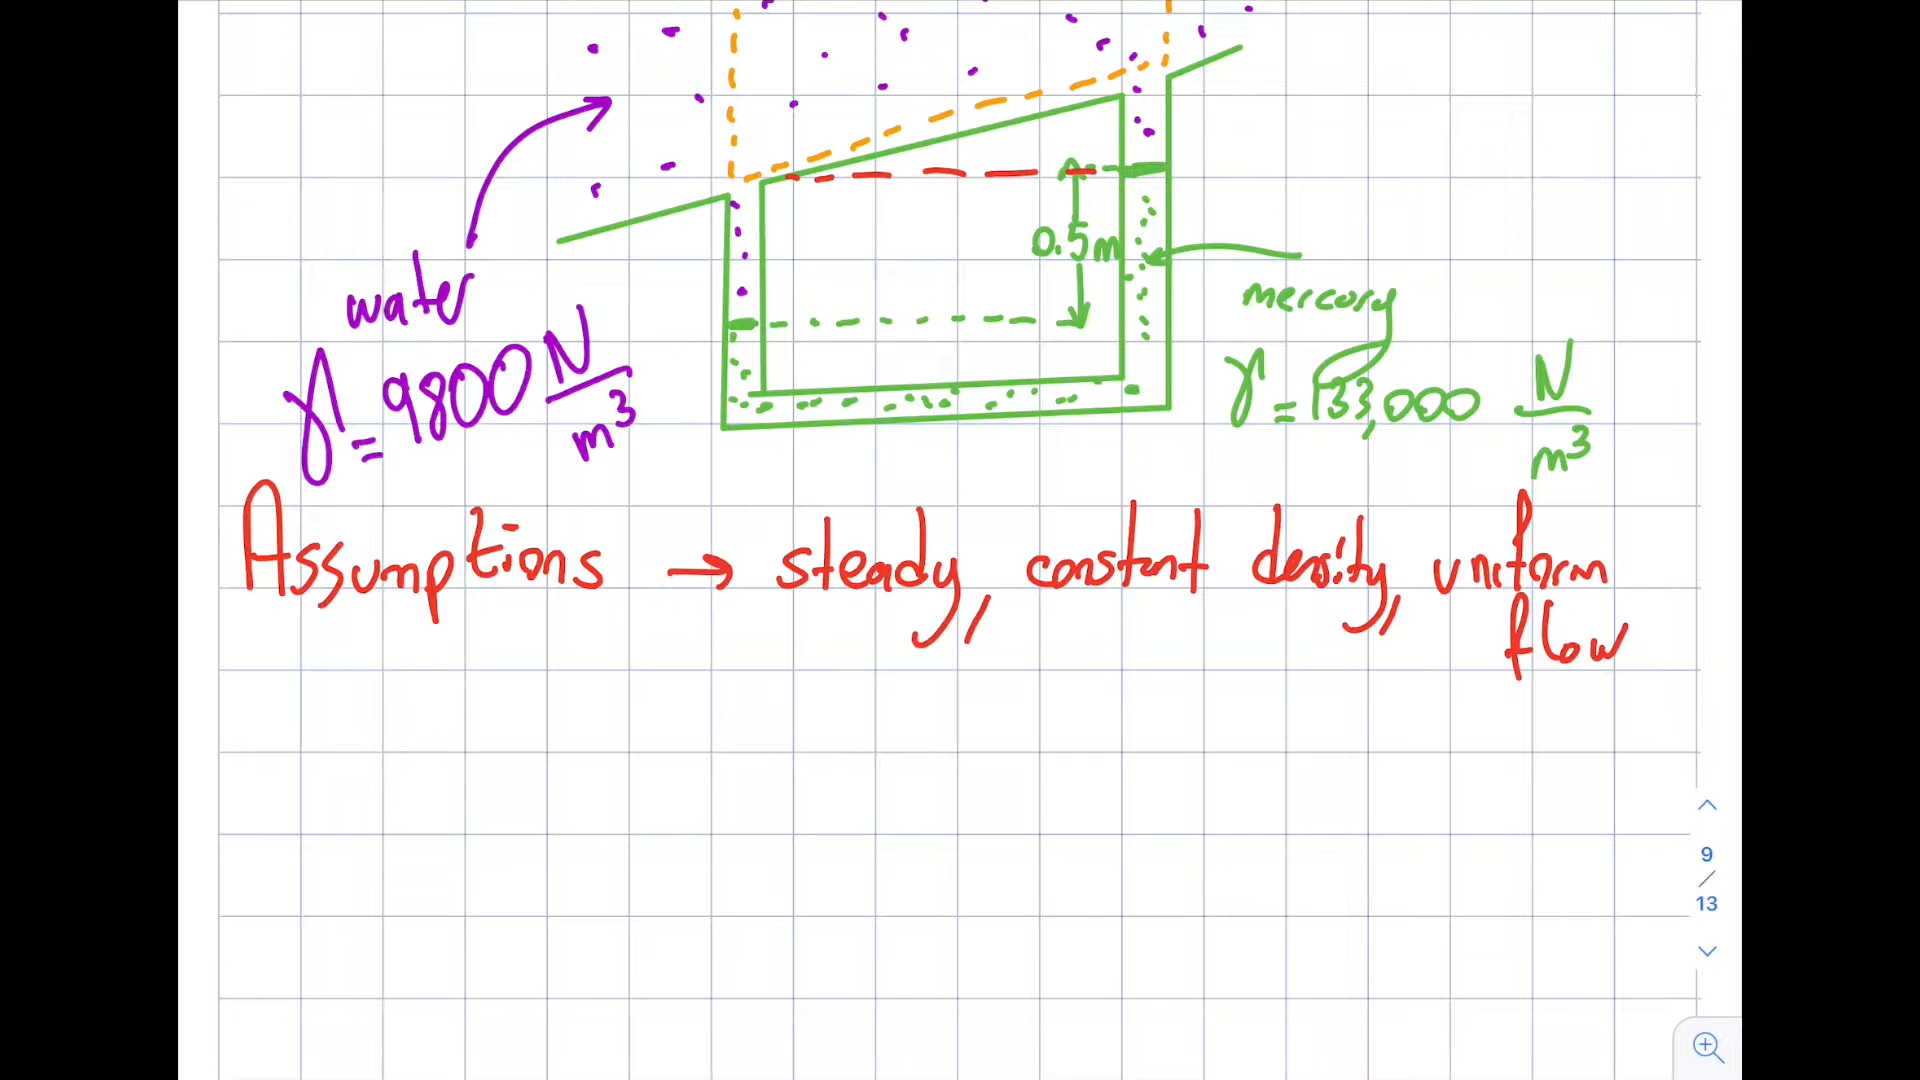 0.5m
water
γ = 9800 N/m³
mercury
γ = 133,000 N/m³
Assumptions → steady, constant density, uniform
flow
9
/
13